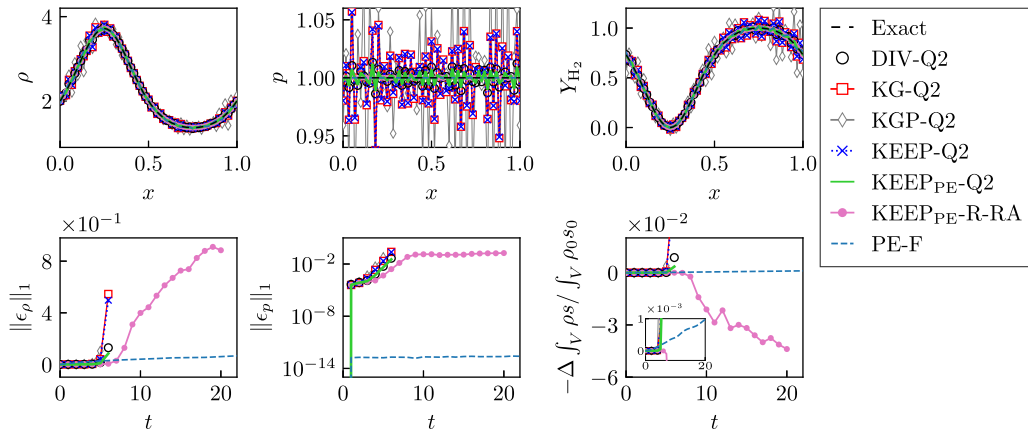 4
2
ρ
0.0
0.5
1.0
x
1.05
1.00
0.95
p
0.0
0.5
1.0
x
1.0
0.5
0.0
Y_{H_2}
0.0
0.5
1.0
x
Exact
DIV-Q2
KG-Q2
KGP-Q2
KEEP-Q2
KEEP_{PE}-Q2
KEEP_{PE}-R-RA
PE-F
×10^{−1}
8
4
0
||ϵ_ρ||_1
0
10
20
t
10^{−2}
10^{−6}
10^{−10}
10^{−14}
||ϵ_p||_1
0
10
20
t
×10^{−2}
0
−3
−6
−Δ∫_V ρs/∫_V ρ_0s_0
×10^{−3}
1
0
0
20
0
10
20
t